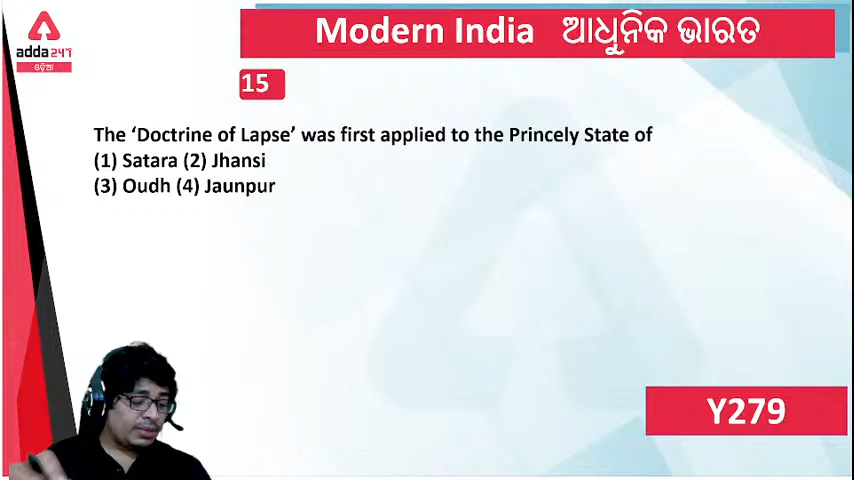 Modern India ଆଧୁନିକ ଭାରତ
adda 247
ଓଡ଼ିଆ
15
The ‘Doctrine of Lapse’ was first applied to the Princely State of
(1) Satara (2) Jhansi
(3) Oudh (4) Jaunpur
Y279